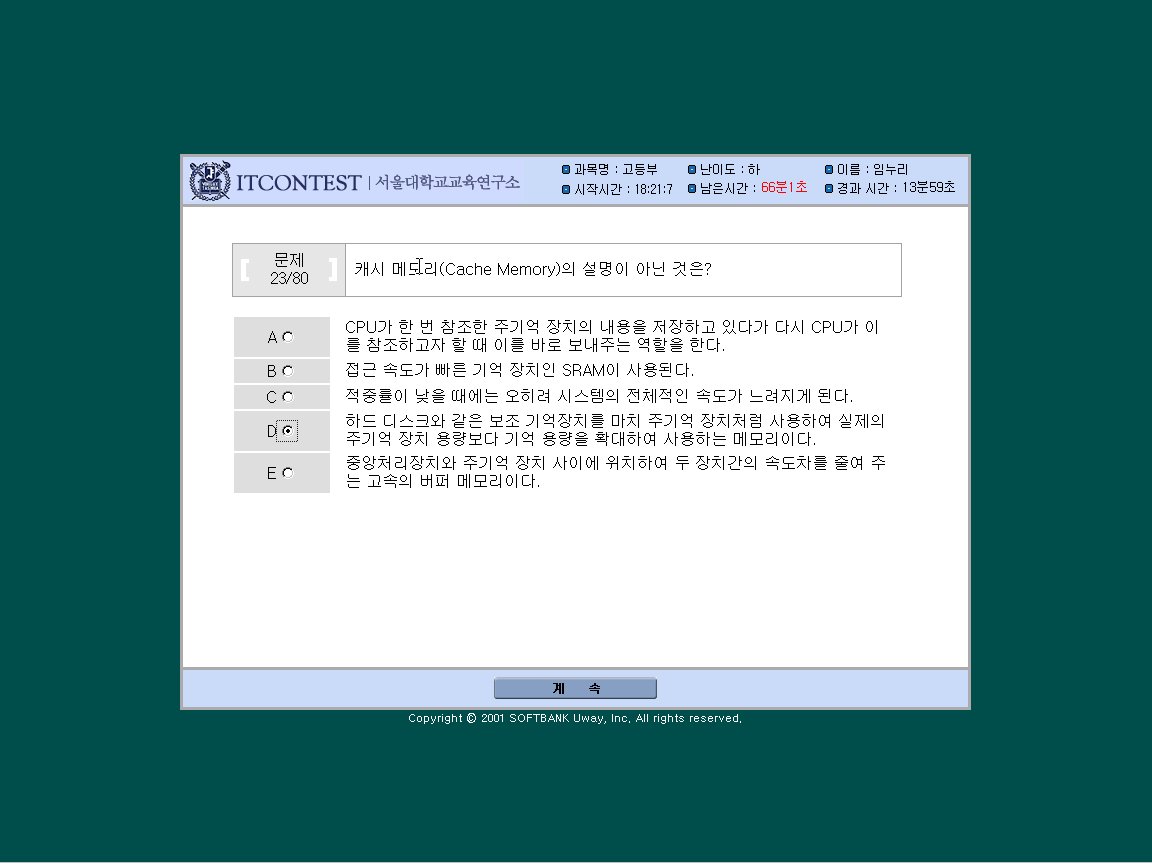 ITCONTEST | 서울대학교교육연구소
과목명 : 고등부 난이도 : 하 이름 : 임누리
시작시간 : 18:21:7 남은시간 : 66분1초 경과 시간 : 13분59초
[ 문제 ]
23/80
캐시 메모리(Cache Memory)의 설명이 아닌 것은?
A CPU가 한 번 참조한 주기억 장치의 내용을 저장하고 있다가 다시 CPU가 이
를 참조하고자 할 때 이를 바로 보내주는 역할을 한다.
B 접근 속도가 빠른 기억 장치인 SRAM이 사용된다.
C 적중률이 낮을 때에는 오히려 시스템의 전체적인 속도가 느려지게 된다.
D 하드 디스크와 같은 보조 기억장치를 마치 주기억 장치처럼 사용하여 실제의
주기억 장치 용량보다 기억 용량을 확대하여 사용하는 메모리이다.
E 중앙처리장치와 주기억 장치 사이에 위치하여 두 장치간의 속도차를 줄여 주
는 고속의 버퍼 메모리이다.
계 속
Copyright © 2001 SOFTBANK Uway, Inc. All rights reserved.